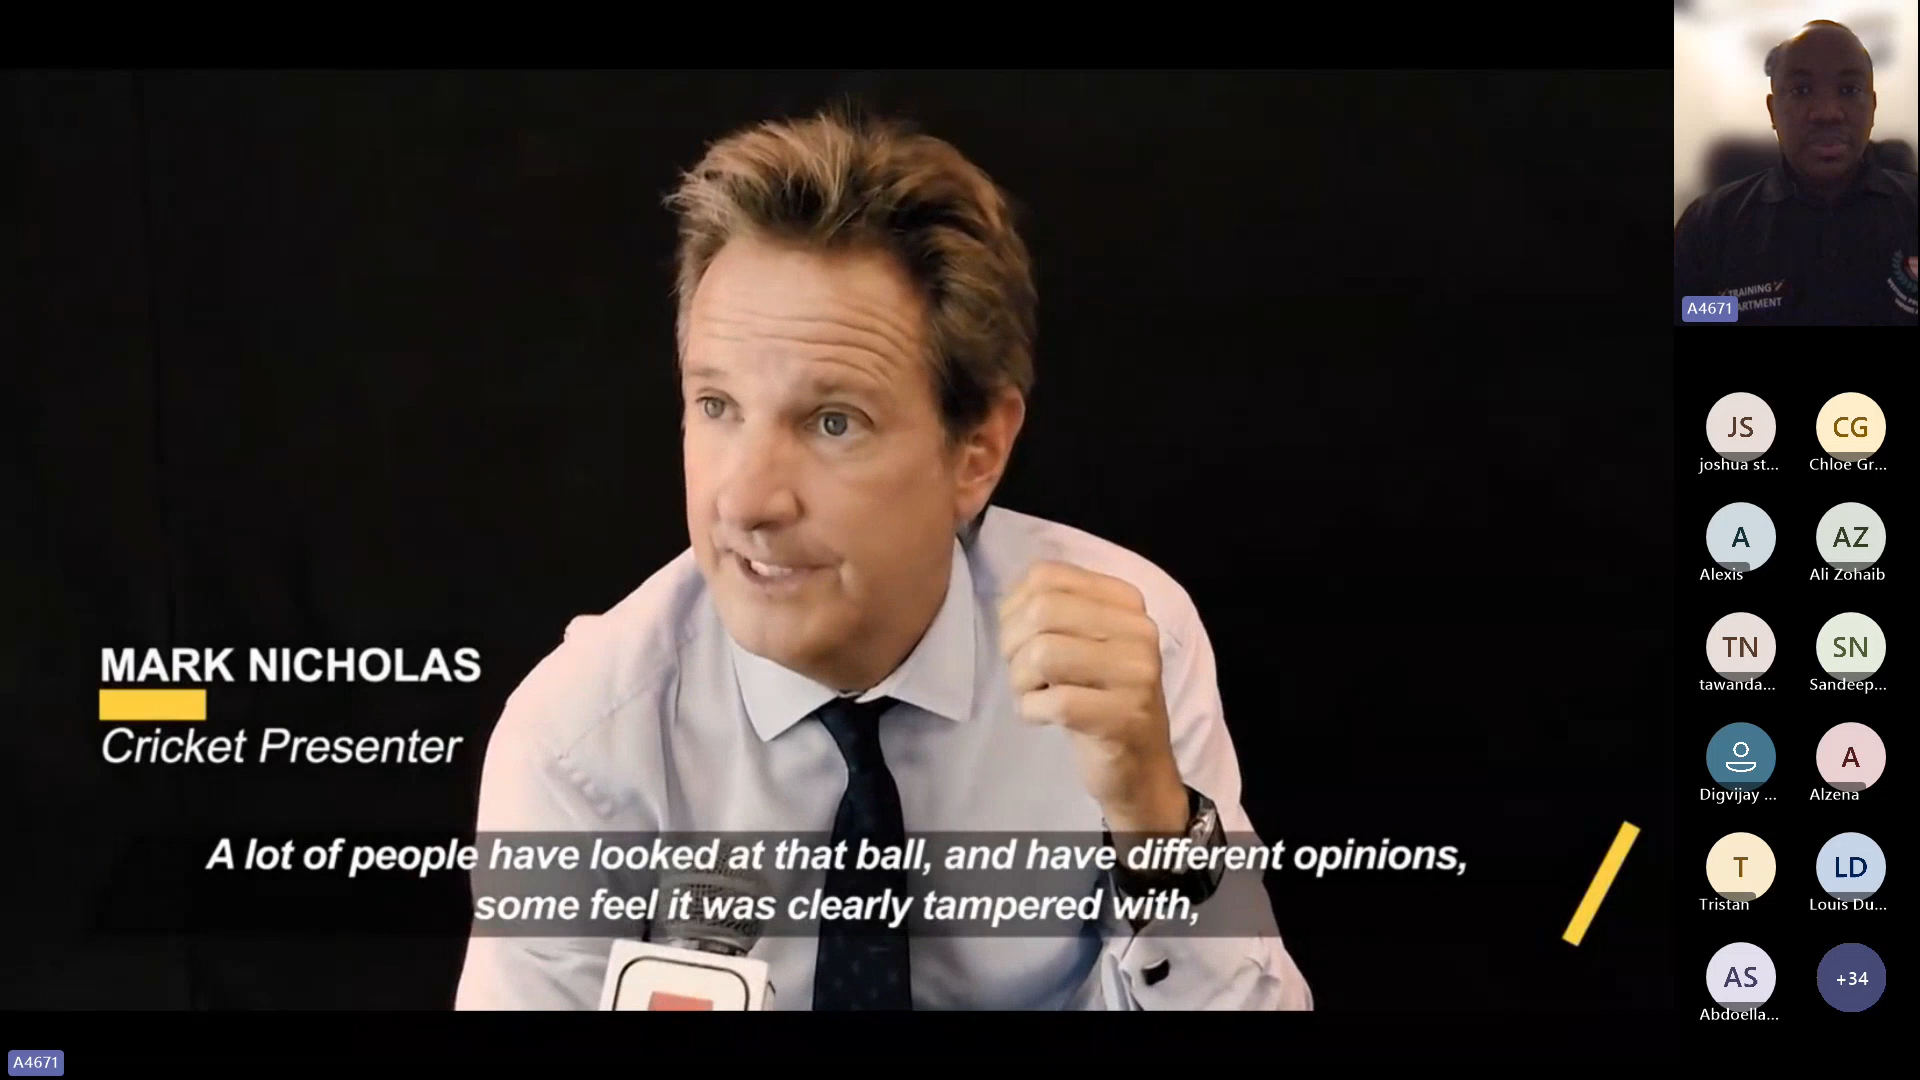 MARK NICHOLAS
Cricket Presenter
A lot of people have looked at that ball, and have different opinions,
some feel it was clearly tampered with,
A4671
TRAINING
A4671
JS
joshua st...
CG
Chloe Gr...
A
Alexis
AZ
Ali Zohaib
TN
tawanda...
SN
Sandeep...
Digvijay ...
A
Alzena
T
Tristan
LD
Louis Du...
AS
Abdoella...
+34